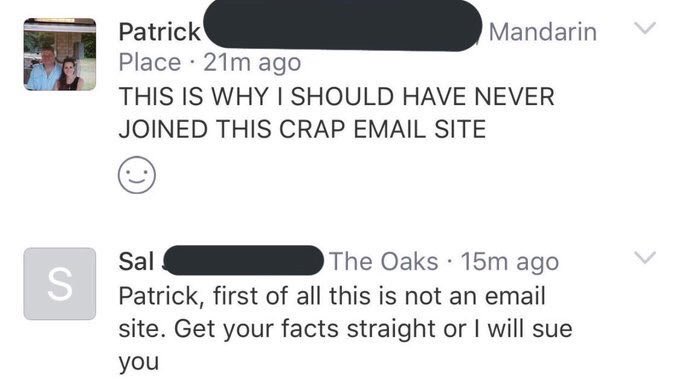 Patrick Mandarin
Place · 21m ago
THIS IS WHY I SHOULD HAVE NEVER
JOINED THIS CRAP EMAIL SITE
S
Sal The Oaks · 15m ago
Patrick, first of all this is not an email
site. Get your facts straight or I will sue
you